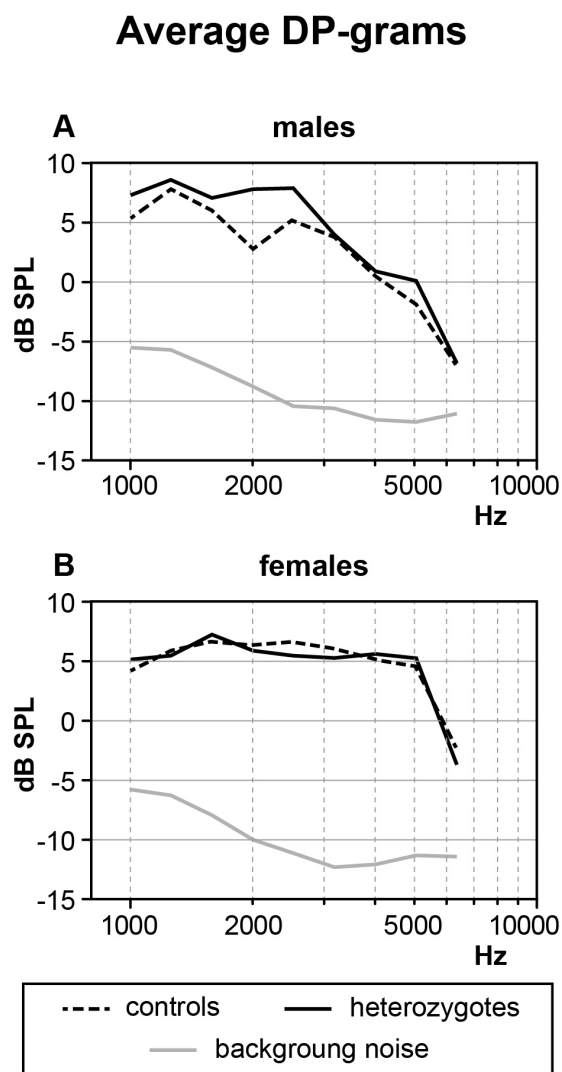 Average DP-grams
A males
10
5
0
-5
-10
-15
dB SPL
1000 2000 5000 10000
Hz
B females
10
5
0
-5
-10
-15
dB SPL
1000 2000 5000 10000
Hz
controls heterozygotes
backgroung noise